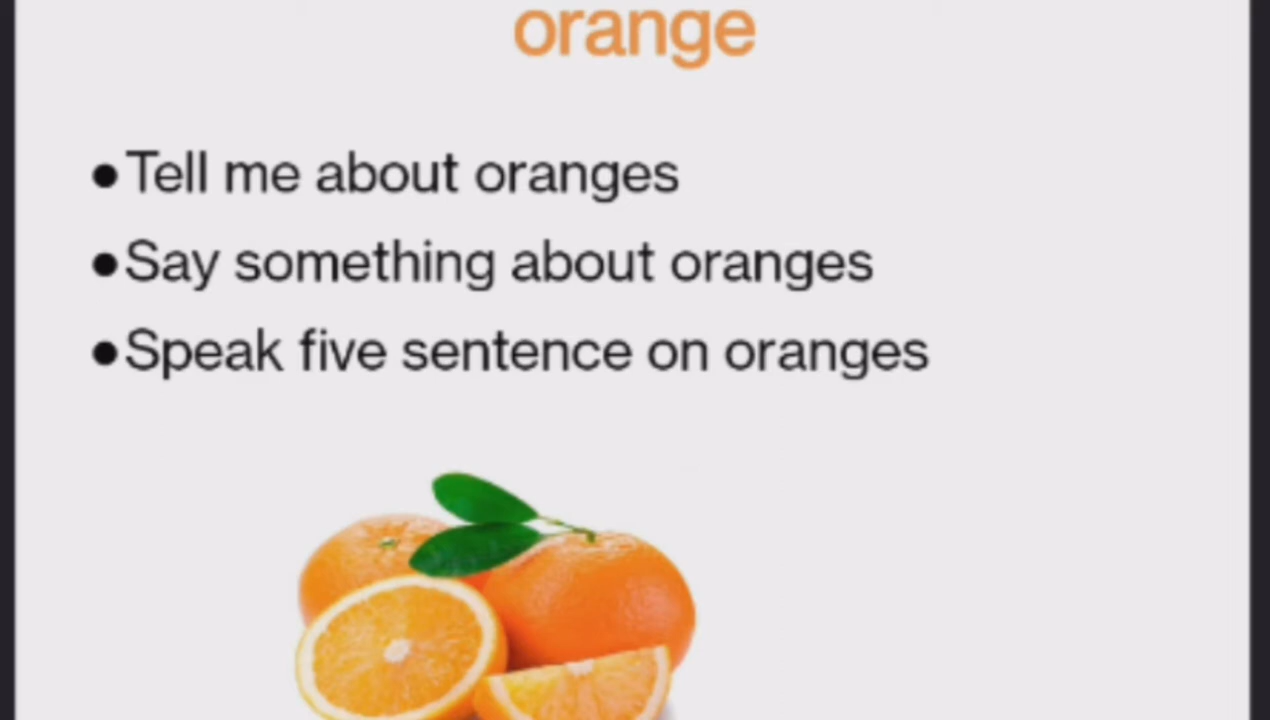 orange
●Tell me about oranges
●Say something about oranges
●Speak five sentence on oranges